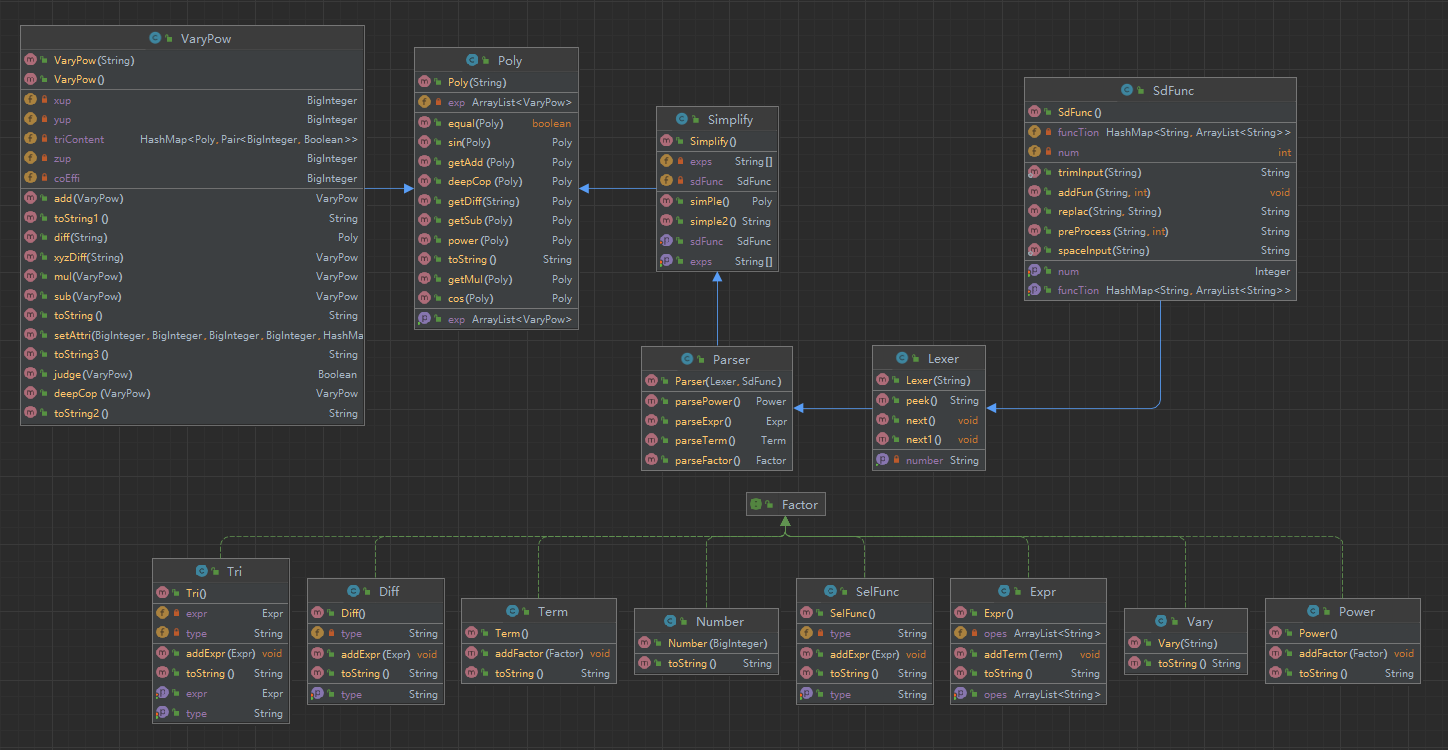 VaryPow
VaryPow(String)
VaryPow()
xup BigInteger
yup BigInteger
triContent HashMap<Poly, Pair<BigInteger, Boolean>>
zup BigInteger
coEffi BigInteger
add(VaryPow) VaryPow
toString1() String
diff(String) Poly
xyzDiff(String) VaryPow
mul(VaryPow) VaryPow
sub(VaryPow) VaryPow
toString() String
setAttri(BigInteger, BigInteger, BigInteger, BigInteger, HashMa
toString3() String
judge(VaryPow) Boolean
deepCop(VaryPow) VaryPow
toString2() String
Poly
Poly(String)
exp ArrayList<VaryPow>
equal(Poly) boolean
sin(Poly) Poly
getAdd(Poly) Poly
deepCop(Poly) Poly
getDiff(String) Poly
getSub(Poly) Poly
power(Poly) Poly
toString() String
getMul(Poly) Poly
cos(Poly) Poly
exp ArrayList<VaryPow>
Simplify
Simplify()
exps String[]
sdFunc SdFunc
simPle() Poly
simple2() String
sdFunc SdFunc
exps String[]
SdFunc
SdFunc()
funcTion HashMap<String, ArrayList<String>>
num int
trimInput(String) String
addFun(String, int) void
replac(String, String) String
preProcess(String, int) String
spaceInput(String) String
num Integer
funcTion HashMap<String, ArrayList<String>>
Parser
Parser(Lexer, SdFunc)
parsePower() Power
parseExpr() Expr
parseTerm() Term
parseFactor() Factor
Lexer
Lexer(String)
peek() String
next() void
next1() void
number String
Factor
Tri
Tri()
expr Expr
type String
addExpr(Expr) void
toString() String
expr Expr
type String
Diff
Diff()
type String
addExpr(Expr) void
toString() String
type String
Term
Term()
addFactor(Factor) void
toString() String
Number
Number(BigInteger)
toString() String
SelFunc
SelFunc()
type String
addExpr(Expr) void
toString() String
type String
Expr
Expr()
opes ArrayList<String>
addTerm(Term) void
toString() String
opes ArrayList<String>
Vary
Vary(String)
toString() String
Power
Power()
addFactor(Factor) void
toString() String